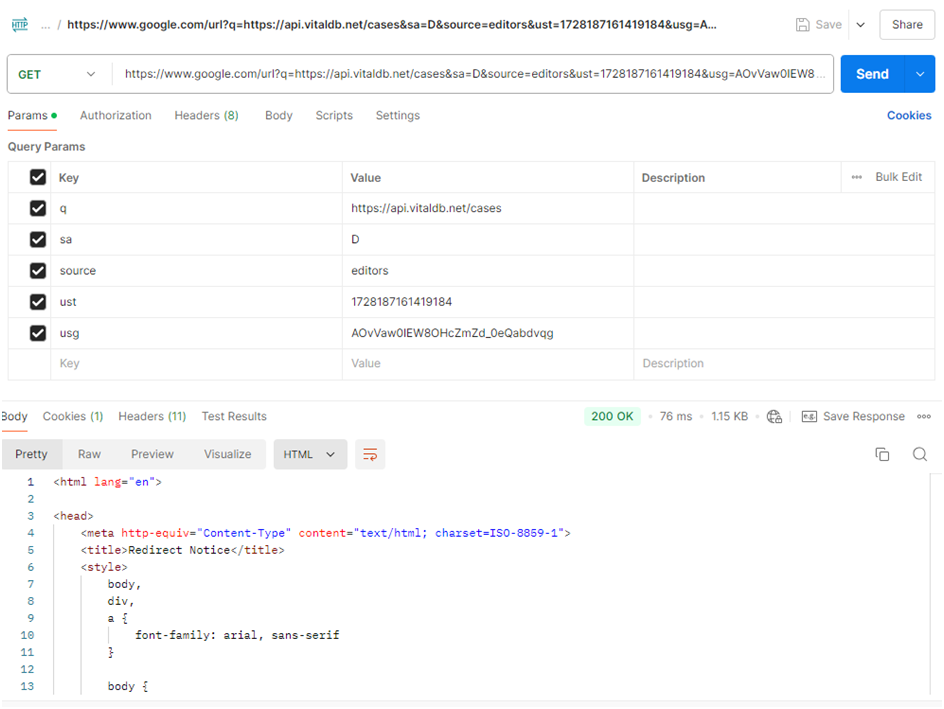 HTTP ... / https://www.google.com/url?q=https://api.vitaldb.net/cases&sa=D&source=editors&ust=1728187161419184&usg=A... Save Share
GET https://www.google.com/url?q=https://api.vitaldb.net/cases&sa=D&source=editors&ust=1728187161419184&usg=AOvVaw0IEW8... Send
Params Authorization Headers (8) Body Scripts Settings Cookies
Query Params
Key Value Description ... Bulk Edit
q https://api.vitaldb.net/cases
sa D
source editors
ust 1728187161419184
usg AOvVaw0IEW8OHcZmZd_0eQabdvqg
Key Value Description
Body Cookies (1) Headers (11) Test Results 200 OK 76 ms 1.15 KB e.g. Save Response
Pretty Raw Preview Visualize HTML
1 <html lang="en">
2
3 <head>
4 <meta http-equiv="Content-Type" content="text/html; charset=ISO-8859-1">
5 <title>Redirect Notice</title>
6 <style>
7 body,
8 div,
9 a {
10 font-family: arial, sans-serif
11 }
12
13 body {